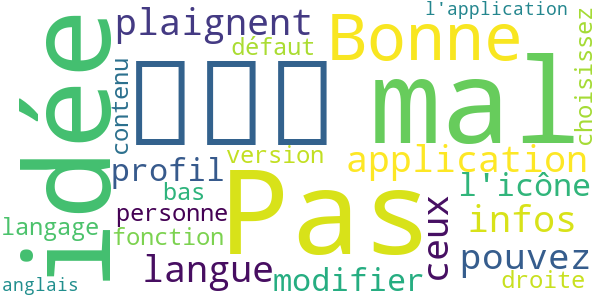 l'application
plaignent
Bonne
défaut
choisissez
idée
contenu
mal
version
application
profil
Pas
l'icône
bas
personne
ceux
infos
langage
fonction
pouvez
langue
modifier
droite
anglais